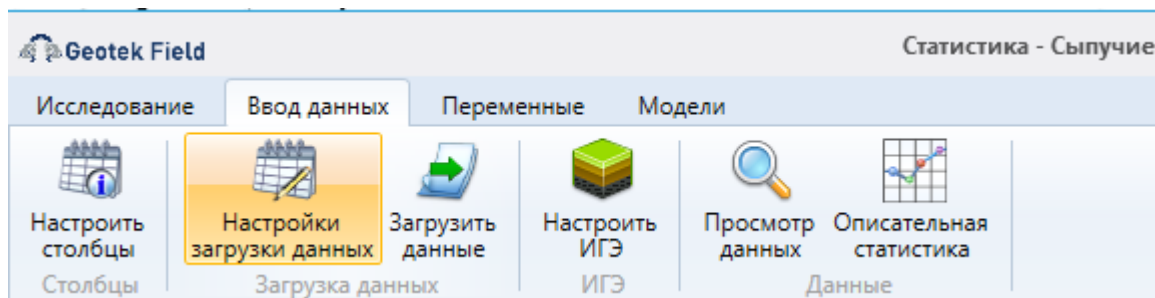 Geotek Field
Статистика - Сыпучие
Исследование Ввод данных Переменные Модели
Настроить столбцы
Настройки загрузки данных
Загрузить данные
Настроить ИГЭ
Просмотр данных
Описательная статистика
Столбцы Загрузка данных ИГЭ Данные